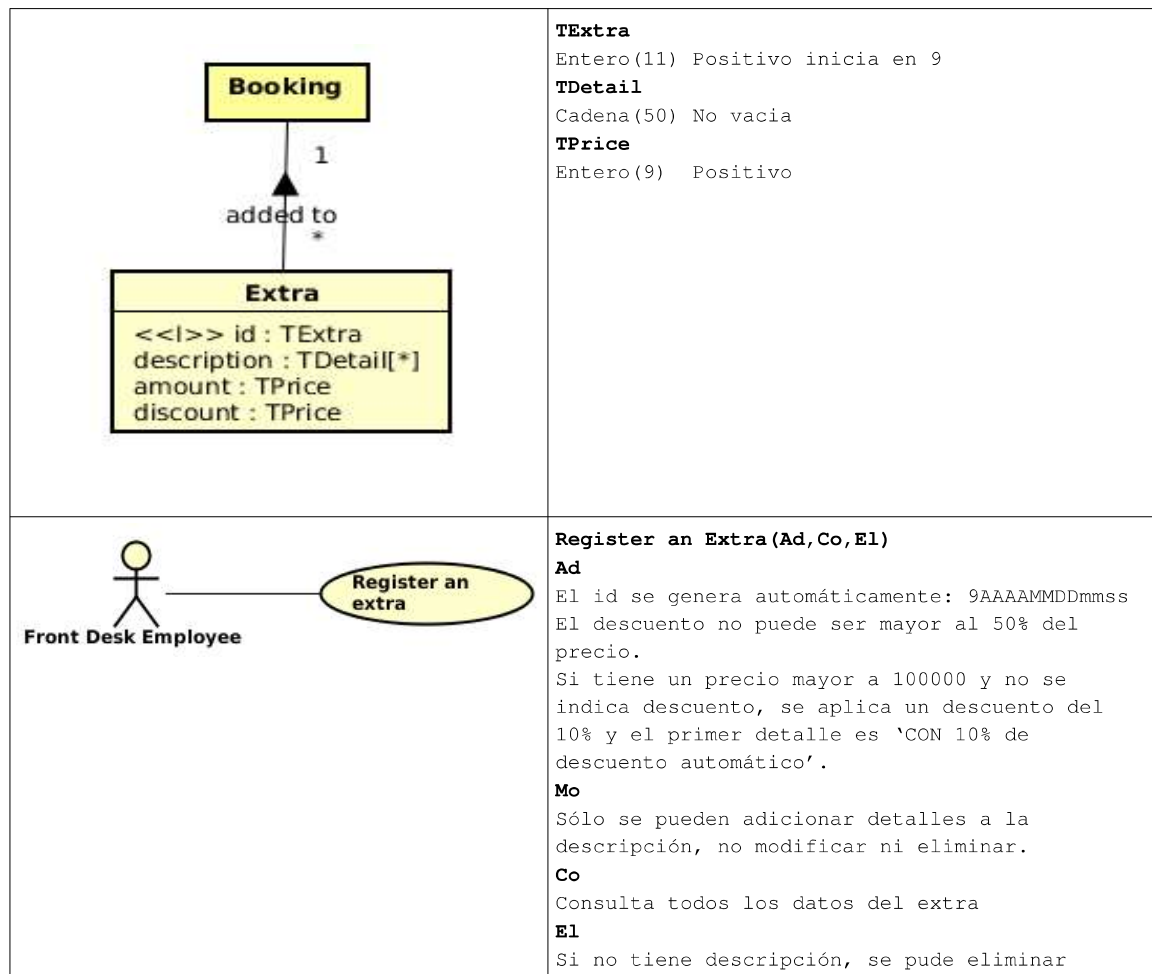 Booking
1
added to
*
Extra
<<I>> id : TExtra
description : TDetail[*]
amount : TPrice
discount : TPrice
TExtra
Entero(11) Positivo inicia en 9
TDetail
Cadena(50) No vacia
TPrice
Entero(9)  Positivo
Register an
extra
Front Desk Employee
Register an Extra(Ad,Co,El)
Ad
El id se genera automáticamente: 9AAAAMMDDmmss
El descuento no puede ser mayor al 50% del
precio.
Si tiene un precio mayor a 100000 y no se
indica descuento, se aplica un descuento del
10% y el primer detalle es ‘CON 10% de
descuento automático’.
Mo
Sólo se pueden adicionar detalles a la
descripción, no modificar ni eliminar.
Co
Consulta todos los datos del extra
El
Si no tiene descripción, se pude eliminar